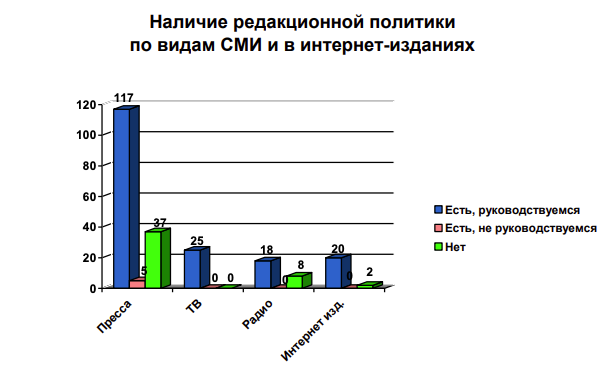 Наличие редакционной политики
по видам СМИ и в интернет-изданиях
117
120
100
80
60
40
20
0
5
37
25
0
0
18
0
8
20
0
2
Пресса
ТВ
Радио
Интернет изд.
Есть, руководствуемся
Есть, не руководствуемся
Нет